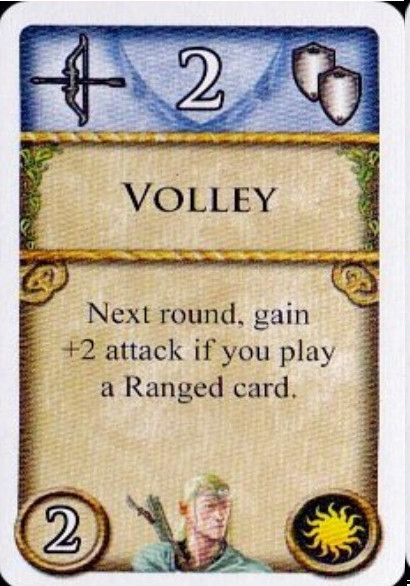 2
VOLLEY
Next round, gain
+2 attack if you play
a Ranged card.
2